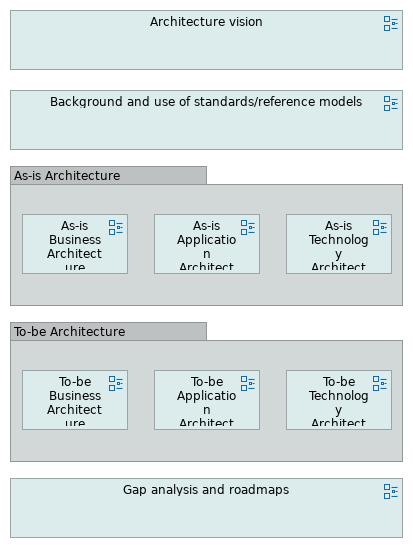 Architecture vision
Background and use of standards/reference models
As-is Architecture
As-is
Business
Architect
ure
As-is
Applicatio
n
Architect
As-is
Technolog
y
Architect
To-be Architecture
To-be
Business
Architect
ure
To-be
Applicatio
n
Architect
To-be
Technolog
y
Architect
Gap analysis and roadmaps